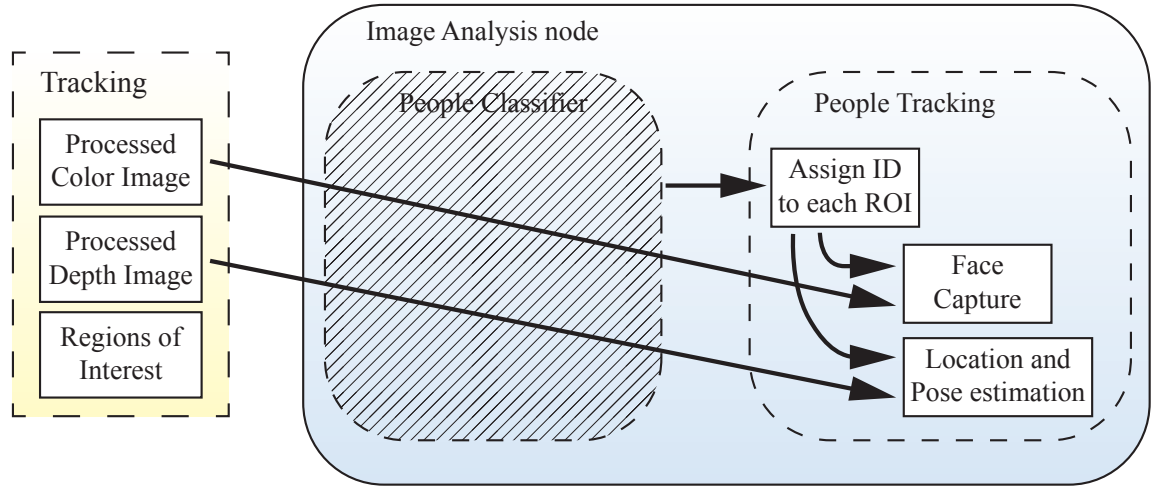 Image Analysis node
Tracking
Processed
Color Image
Processed
Depth Image
Regions of
Interest
People Classifier
People Tracking
Assign ID
to each ROI
Face
Capture
Location and
Pose estimation